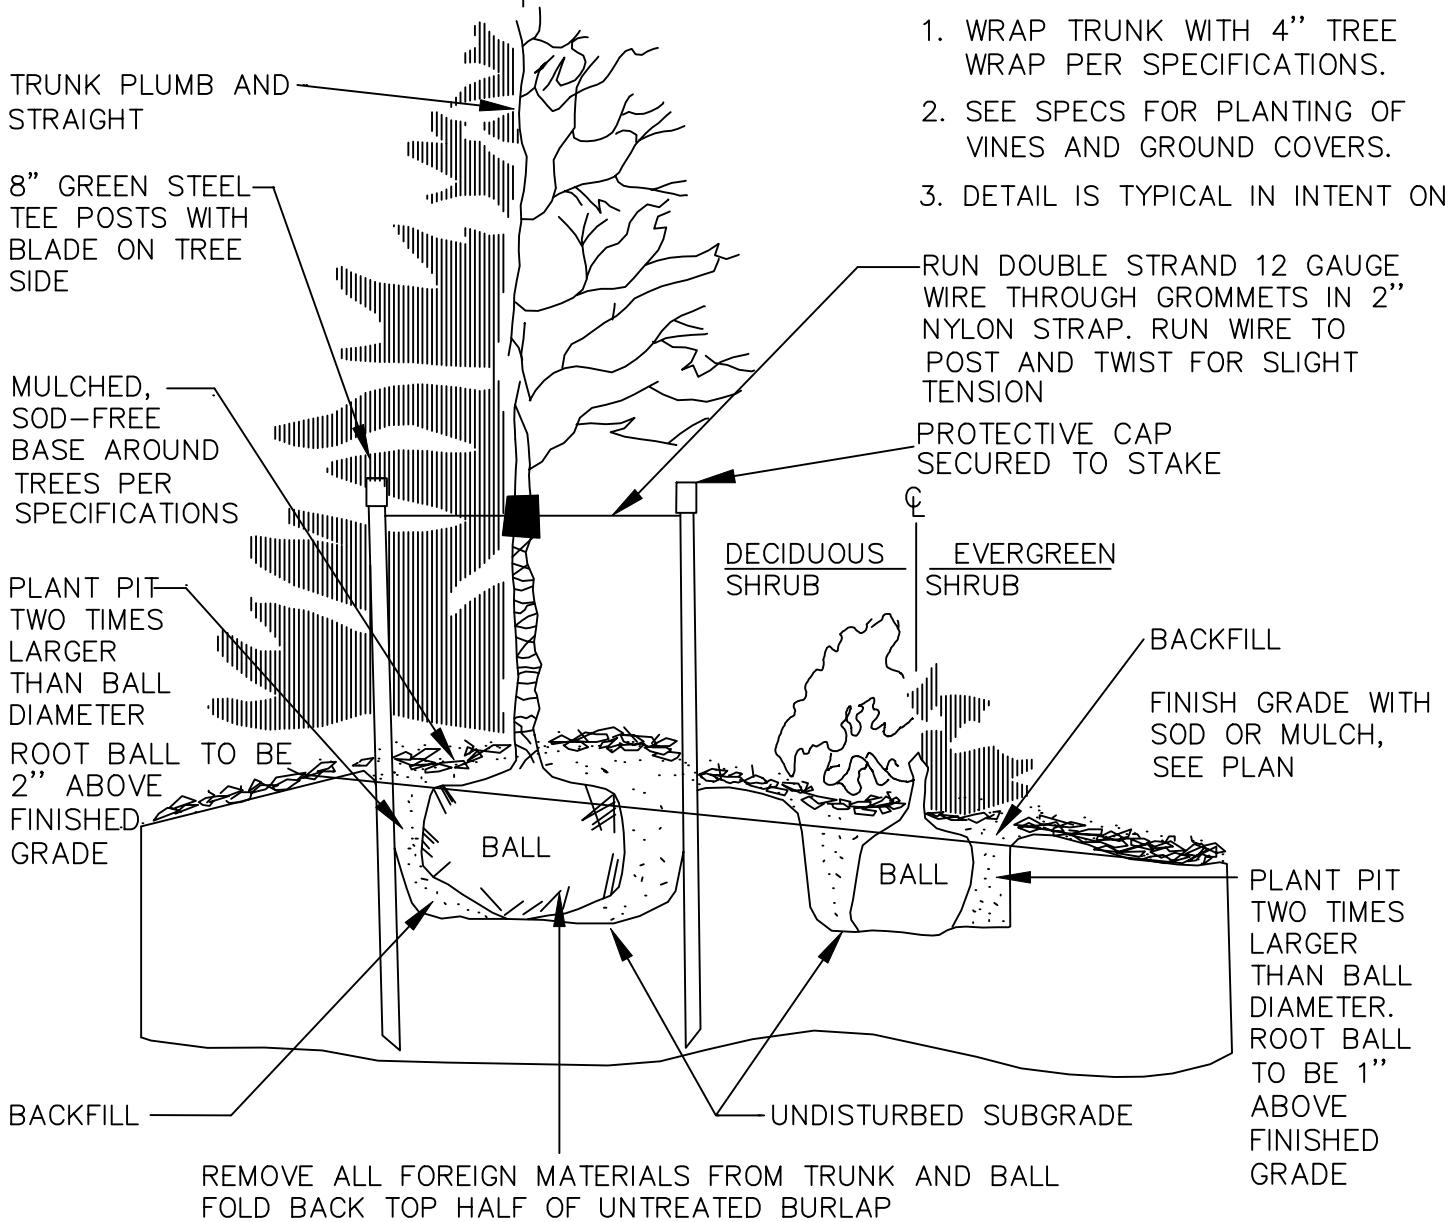 1. WRAP TRUNK WITH 4" TREE
WRAP PER SPECIFICATIONS.
2. SEE SPECS FOR PLANTING OF
VINES AND GROUND COVERS.
3. DETAIL IS TYPICAL IN INTENT ON
TRUNK PLUMB AND
STRAIGHT
8" GREEN STEEL
TEE POSTS WITH
BLADE ON TREE
SIDE
MULCHED,
SOD-FREE
BASE AROUND
TREES PER
SPECIFICATIONS
PLANT PIT
TWO TIMES
LARGER
THAN BALL
DIAMETER
ROOT BALL TO BE
2" ABOVE
FINISHED
GRADE
BACKFILL
RUN DOUBLE STRAND 12 GAUGE
WIRE THROUGH GROMMETS IN 2"
NYLON STRAP. RUN WIRE TO
POST AND TWIST FOR SLIGHT
TENSION
PROTECTIVE CAP
SECURED TO STAKE
℄
DECIDUOUS
SHRUB
EVERGREEN
SHRUB
BACKFILL
FINISH GRADE WITH
SOD OR MULCH,
SEE PLAN
BALL
BALL
PLANT PIT
TWO TIMES
LARGER
THAN BALL
DIAMETER.
ROOT BALL
TO BE 1"
ABOVE
FINISHED
GRADE
UNDISTURBED SUBGRADE
REMOVE ALL FOREIGN MATERIALS FROM TRUNK AND BALL
FOLD BACK TOP HALF OF UNTREATED BURLAP